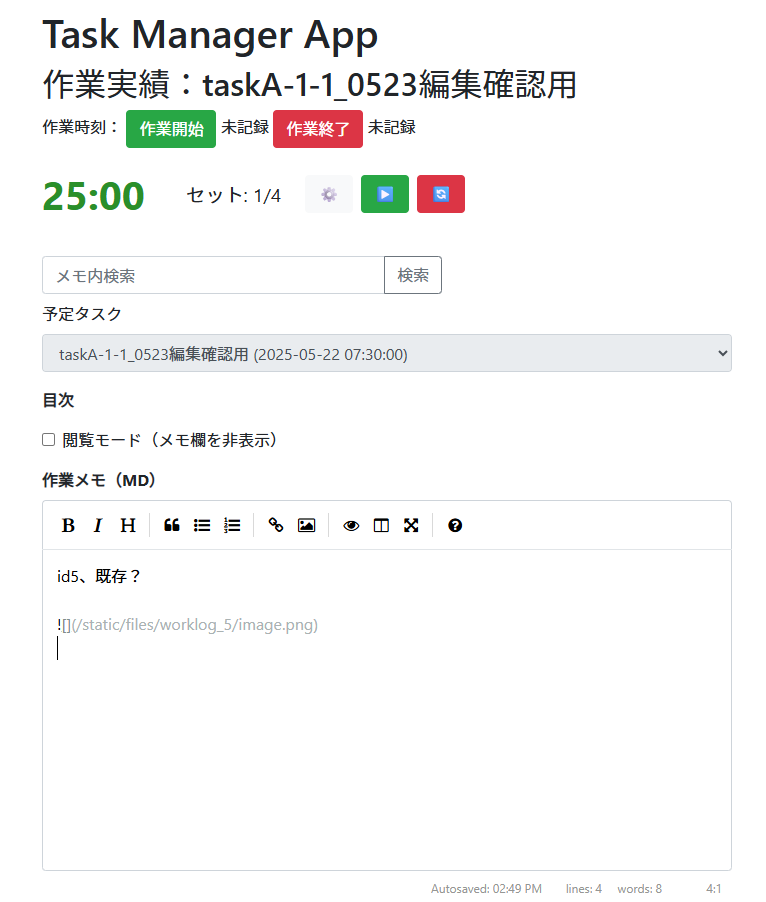 Task Manager App
作業実績：taskA-1-1_0523編集確認用
作業時刻： 作業開始 未記録 作業終了 未記録
25:00 セット: 1/4
メモ内検索 検索
予定タスク
taskA-1-1_0523編集確認用 (2025-05-22 07:30:00)
目次
閲覧モード（メモ欄を非表示）
作業メモ（MD）
B I H
id5、既存？
![](/static/files/worklog_5/image.png)
Autosaved: 02:49 PM lines: 4 words: 8 4:1